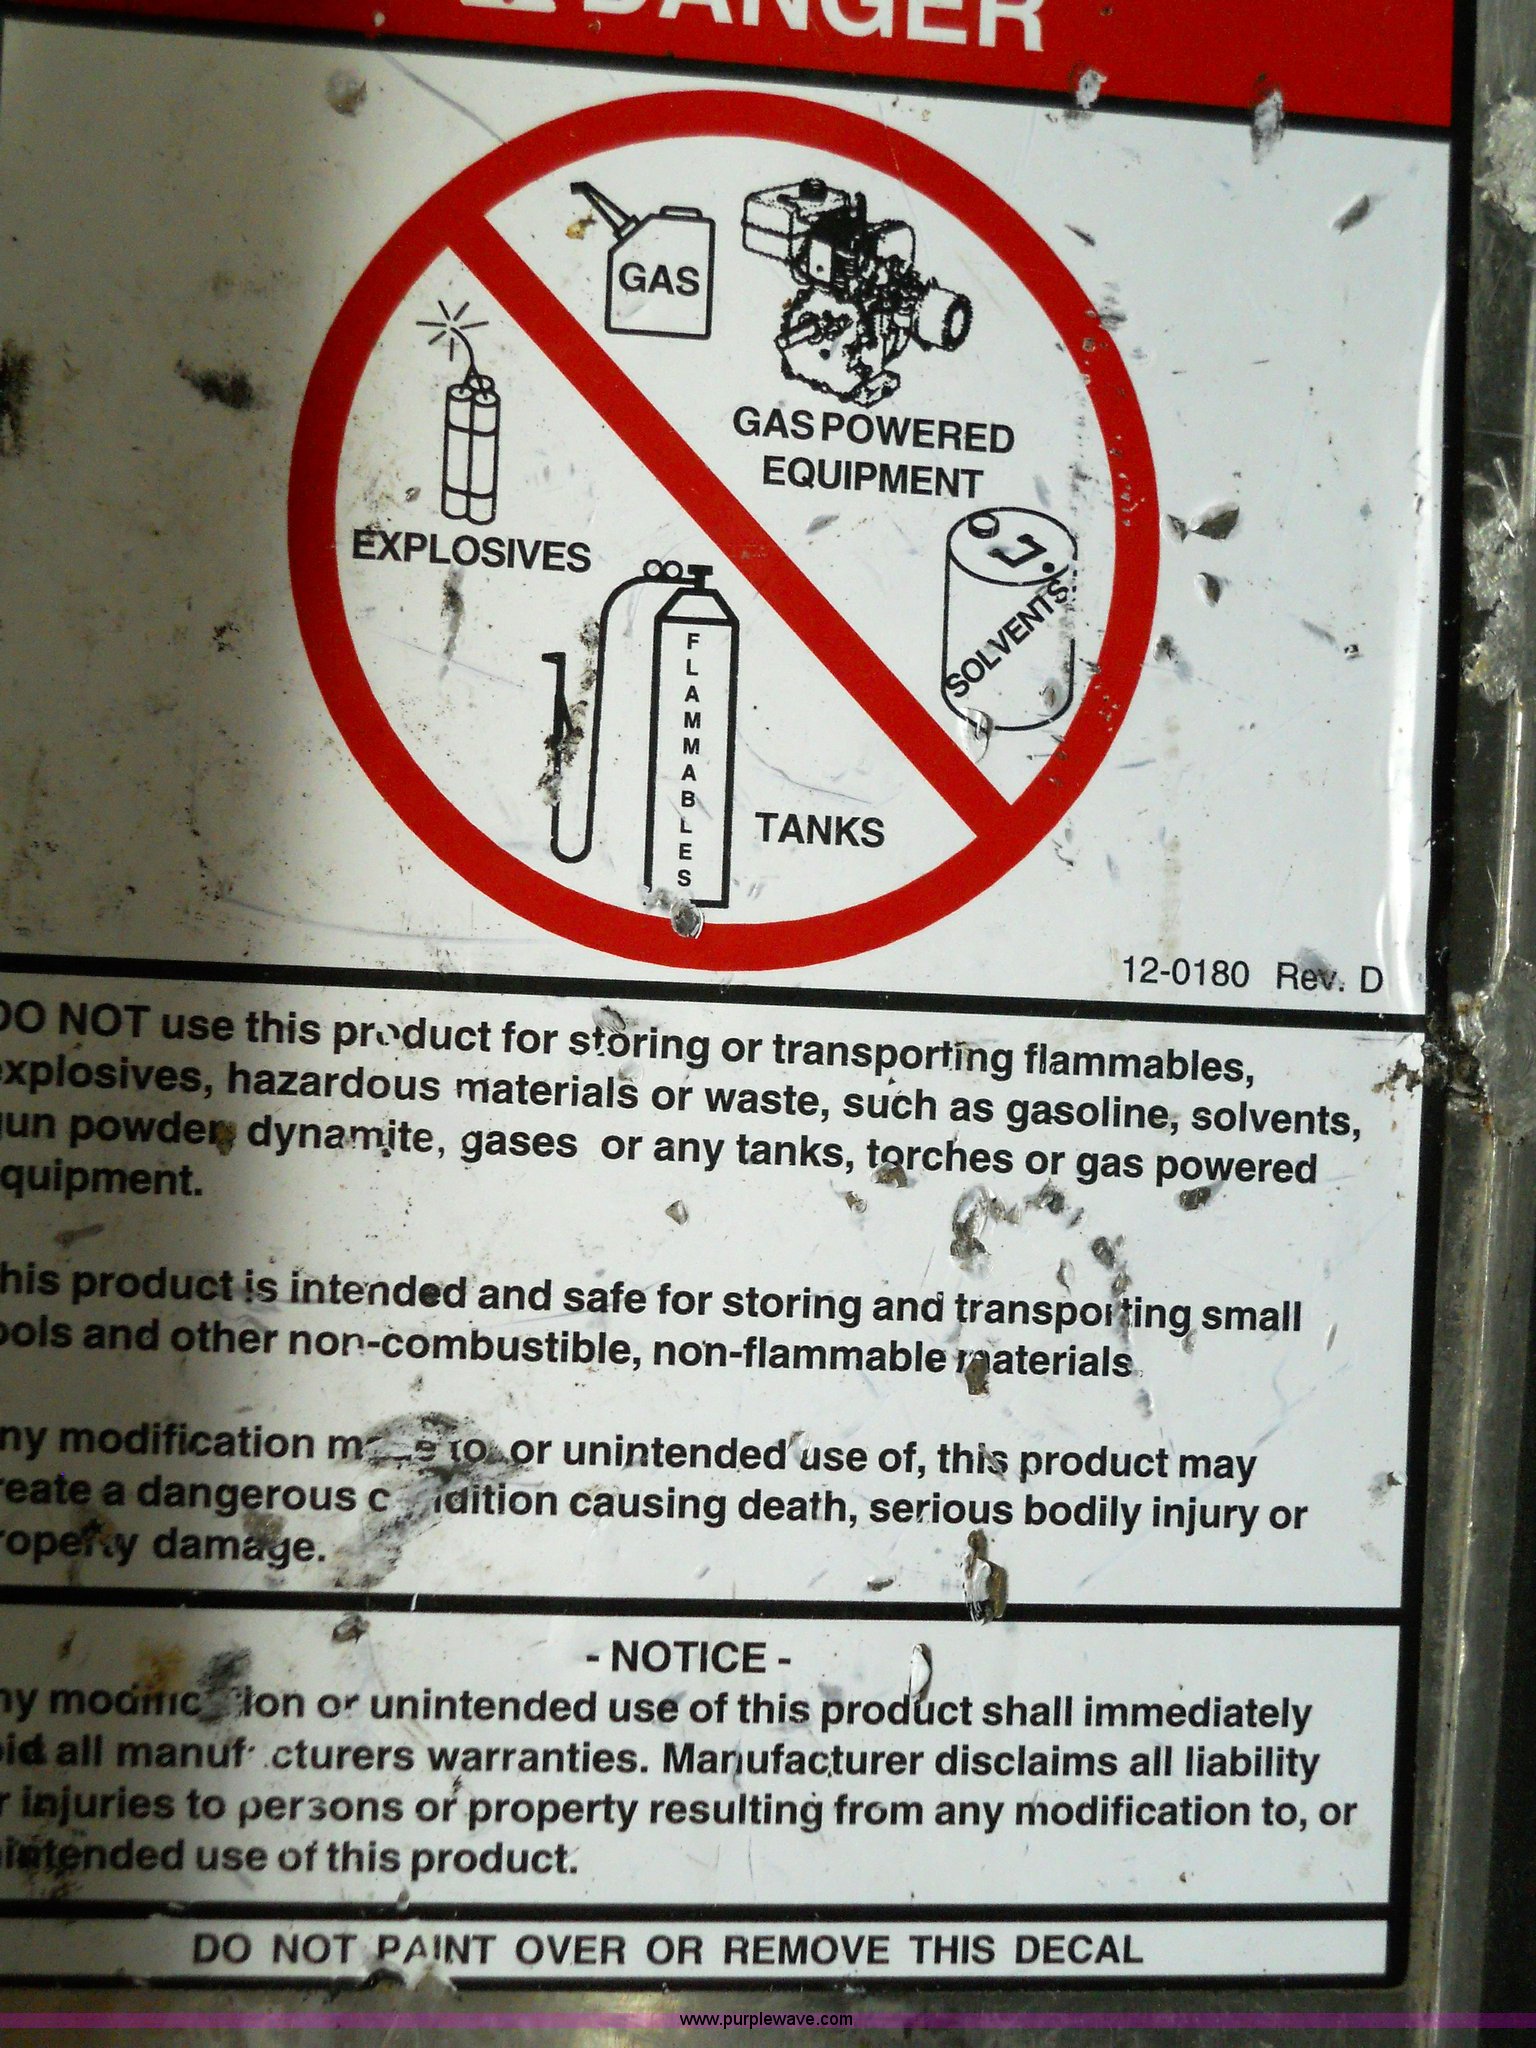 DANGER
GAS
GAS POWERED
EQUIPMENT
EXPLOSIVES
SOLVENTS
FLAMMABLES
TANKS
12-0180 Rev. D
DO NOT use this product for storing or transporting flammables,
explosives, hazardous materials or waste, such as gasoline, solvents,
gun powder, dynamite, gases or any tanks, torches or gas powered
quipment.
his product is intended and safe for storing and transporting small
ools and other non-combustible, non-flammable materials
ny modification made to, or unintended use of, this product may
reate a dangerous condition causing death, serious bodily injury or
roperty damage.
- NOTICE -
ny modification or unintended use of this product shall immediately
oid all manufacturers warranties. Manufacturer disclaims all liability
r injuries to persons or property resulting from any modification to, or
intended use of this product.
DO NOT PAINT OVER OR REMOVE THIS DECAL
www.purplewave.com